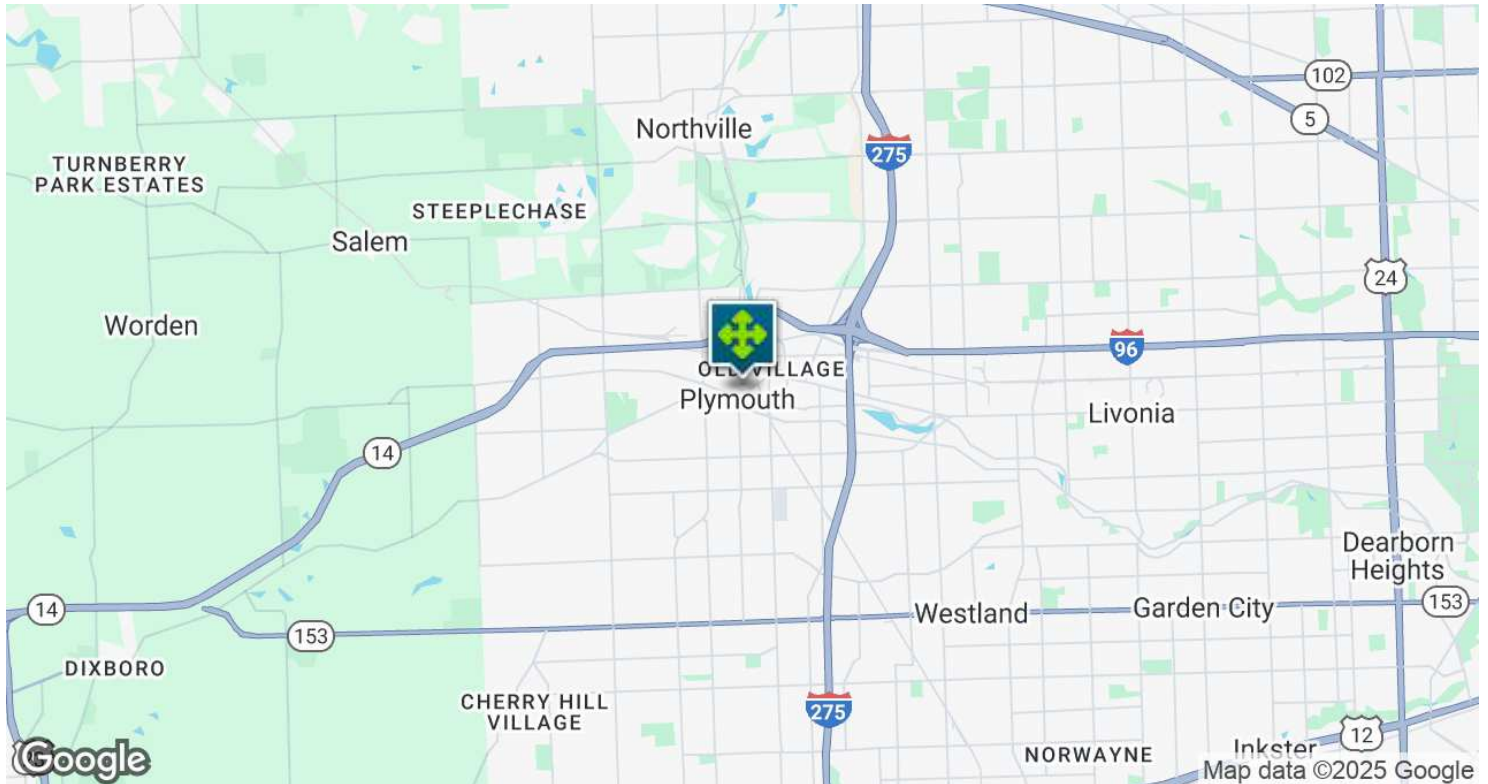 102
5
Northville
275
TURNBERRY
PARK ESTATES
STEEPLECHASE
Salem
24
Worden
96
OLD VILLAGE
Plymouth
Livonia
14
Dearborn
Heights
14
153
Westland
Garden City
153
DIXBORO
CHERRY HILL
VILLAGE
275
NORWAYNE
Inkster
12
Google
Map data ©2025 Google